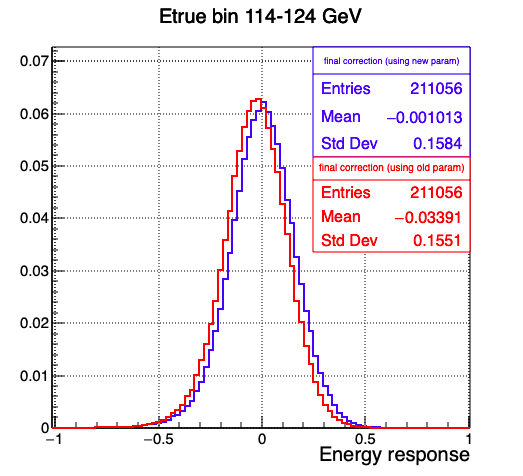 Etrue bin 114-124 GeV
final correction (using new param)
Entries 211056
Mean −0.001013
Std Dev 0.1584
final correction (using old param)
Entries 211056
Mean −0.03391
Std Dev 0.1551
0.07
0.06
0.05
0.04
0.03
0.02
0.01
0
−1 −0.5 0 0.5 1
Energy response